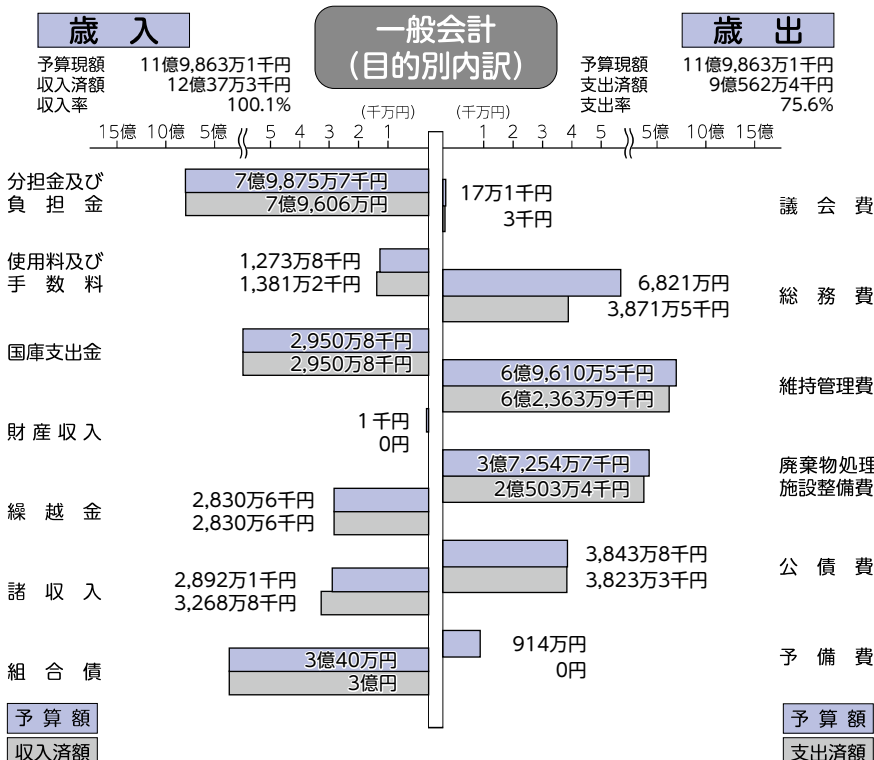 歳入
予算現額 11億9,863万1千円
収入済額 12億37万3千円
収入率 100.1%
一般会計
(目的別内訳)
歳出
予算現額 11億9,863万1千円
支出済額 9億562万4千円
支出率 75.6%
(千万円)
(千万円)
15億 10億 5億 5 4 3 2 1
1 2 3 4 5 5億 10億 15億
分担金及び
負担金
7億9,875万7千円
7億9,606万円
使用料及び
手数料
1,273万8千円
1,381万2千円
国庫支出金
2,950万8千円
2,950万8千円
財産収入
1千円
0円
繰越金
2,830万6千円
2,830万6千円
諸収入
2,892万1千円
3,268万8千円
組合債
3億40万円
3億円
予算額
収入済額
17万1千円
3千円
議会費
6,821万円
3,871万5千円
総務費
6億9,610万5千円
6億2,363万9千円
維持管理費
3億7,254万7千円
2億503万4千円
廃棄物処理
施設整備費
3,843万8千円
3,823万3千円
公債費
914万円
0円
予備費
予算額
支出済額